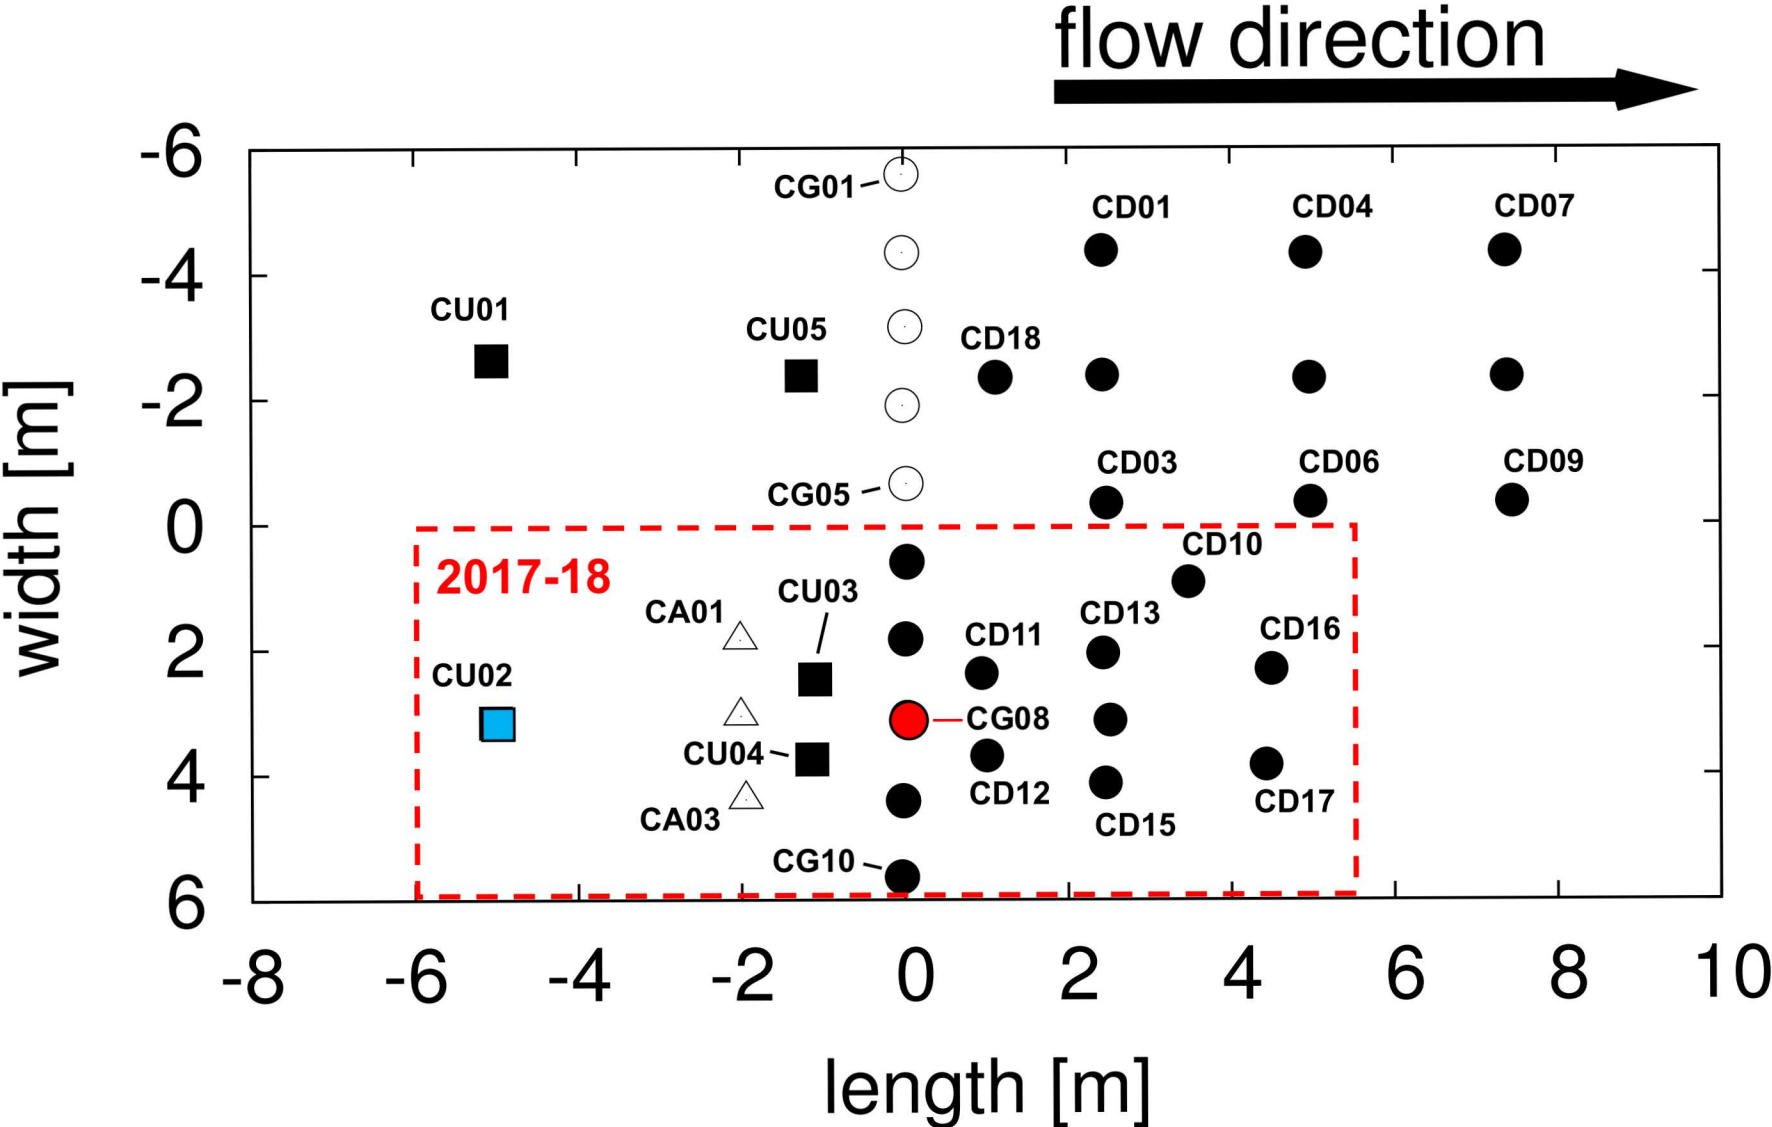 flow direction
-6
-4
-2
0
2
4
6
width [m]
CG01
CD01
CD04
CD07
CU01
CU05
CD18
CG05
CD03
CD06
CD09
2017-18
CD10
CA01
CU03
CD11
CD13
CD16
CU02
CG08
CU04
CD12
CA03
CD15
CD17
CG10
-8
-6
-4
-2
0
2
4
6
8
10
length [m]